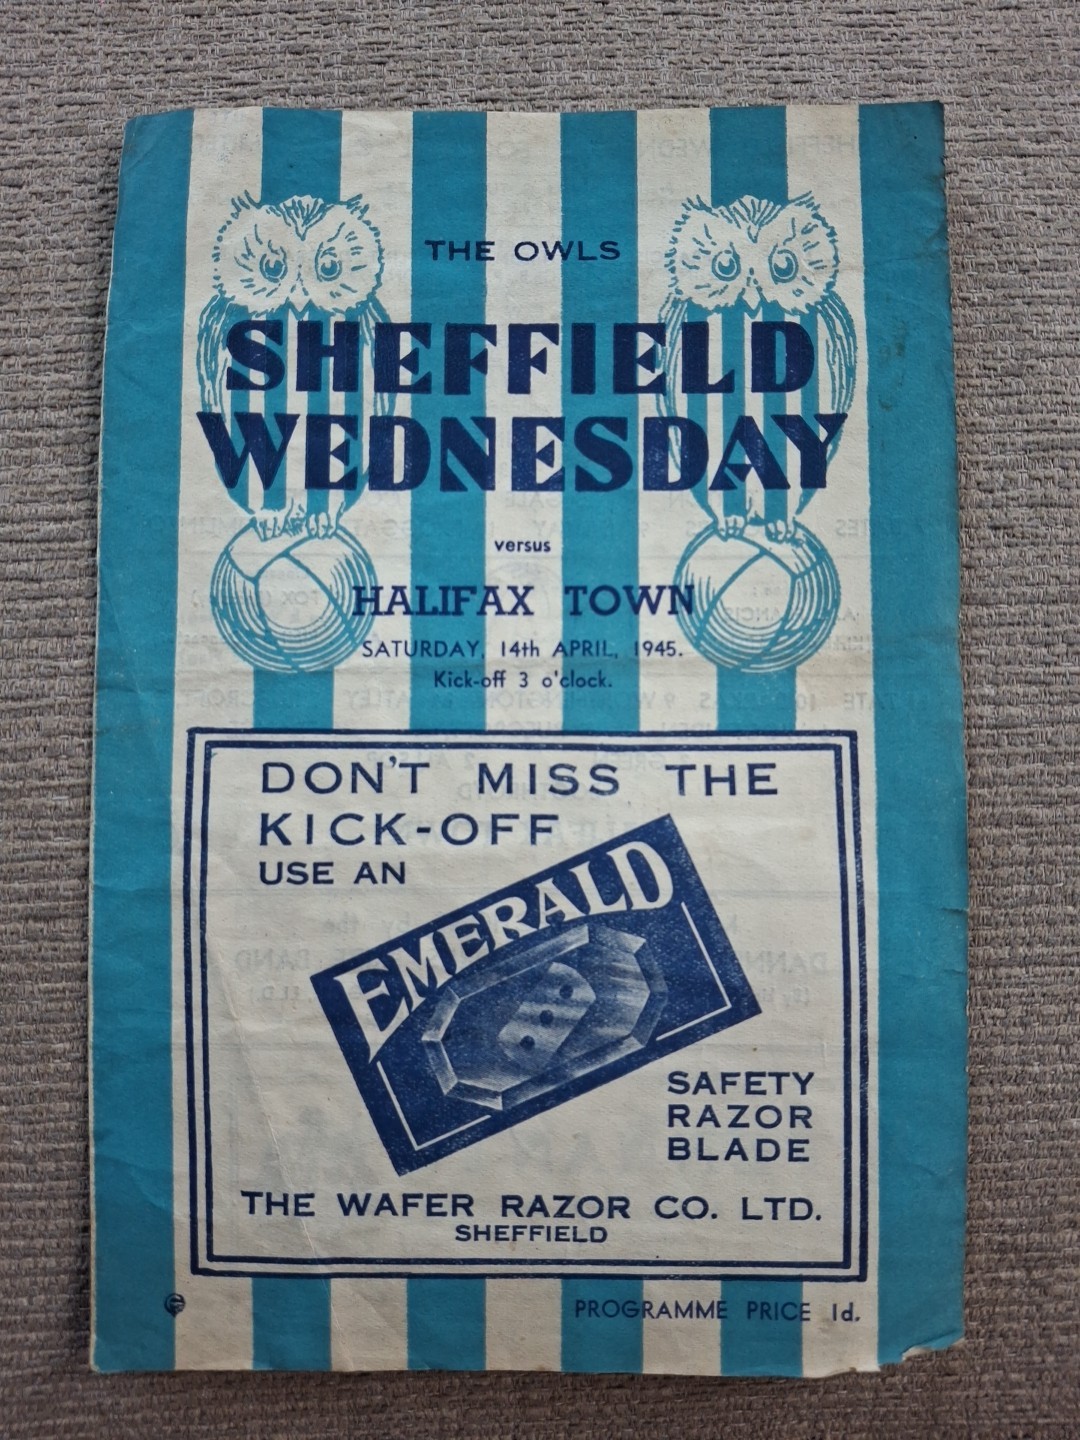 THE OWLS
SHEFFIELD
WEDNESDAY
versus
HALIFAX TOWN
SATURDAY, 14th APRIL, 1945.
Kick-off 3 o'clock.
DON'T MISS THE
KICK-OFF
USE AN
EMERALD
SAFETY
RAZOR
BLADE
THE WAFER RAZOR CO. LTD.
SHEFFIELD
PROGRAMME PRICE 1d.